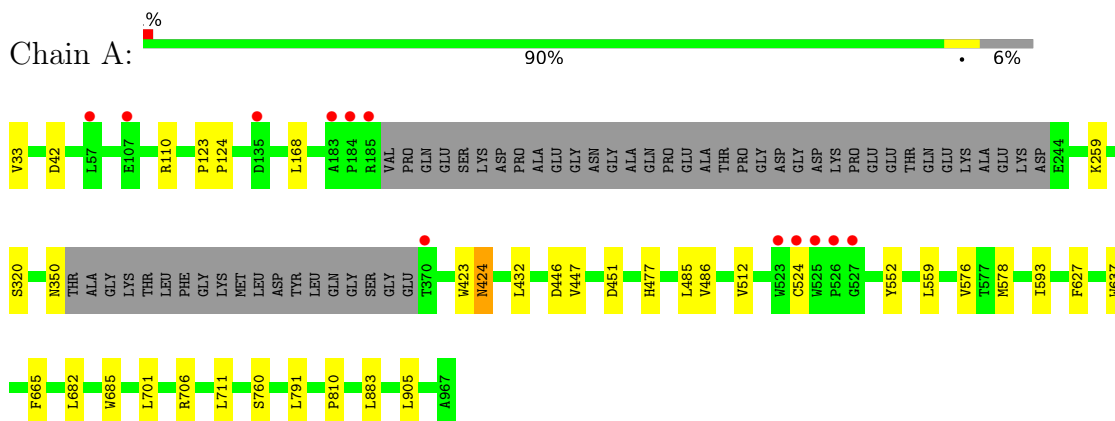 %
Chain A:
90%
•
6%
V33 D42 L57 E107 R110 P123 P124 D135 L168 A183 P184 R185 VAL PRO GLN GLU SER LYS ASP PRO ALA GLU GLY ASN GLY ALA GLN PRO GLU ALA THR PRO GLY ASP GLY ASP LYS PRO GLU GLU THR GLN GLU LYS ALA GLU LYS ASP E244 K259
S320 N350 THR ALA GLY LYS THR LEU PHE GLY LYS MET LEU ASP TYR LEU GLN GLY SER GLY GLU T370 W423 N424 L432 D446 V447 D451 H477 L485 V486 V512 W523 C524 W525 P526 G527 Y552 L559 V576 T577 M578 I593 F627 W637
F665 L682 W685 L701 R706 L711 S760 L791 P810 L883 L905 A967